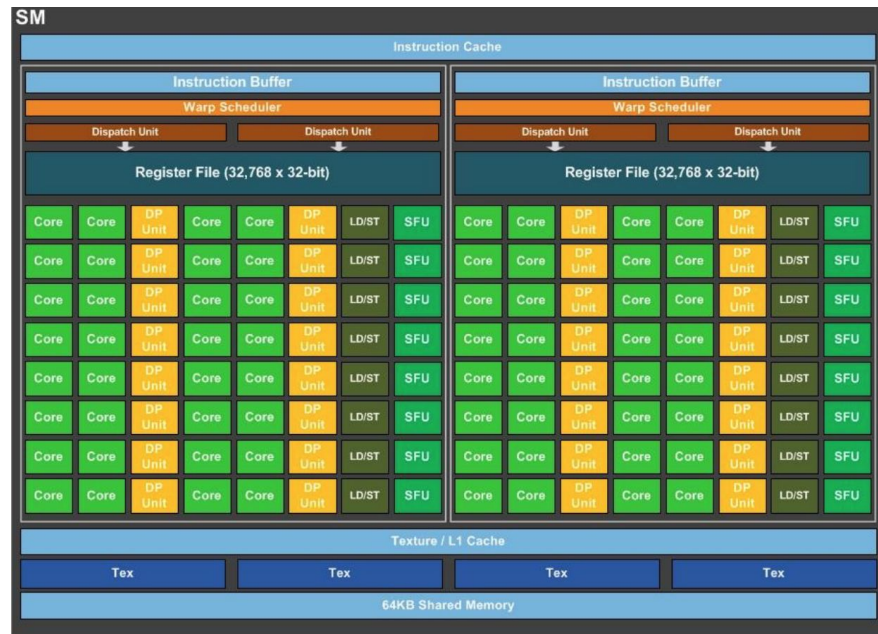 SM
Instruction Cache
Instruction Buffer Instruction Buffer
Warp Scheduler Warp Scheduler
Dispatch Unit Dispatch Unit Dispatch Unit Dispatch Unit
Register File (32,768 x 32-bit) Register File (32,768 x 32-bit)
Core Core DP Unit Core Core DP Unit LD/ST SFU Core Core DP Unit Core Core DP Unit LD/ST SFU
Core Core DP Unit Core Core DP Unit LD/ST SFU Core Core DP Unit Core Core DP Unit LD/ST SFU
Core Core DP Unit Core Core DP Unit LD/ST SFU Core Core DP Unit Core Core DP Unit LD/ST SFU
Core Core DP Unit Core Core DP Unit LD/ST SFU Core Core DP Unit Core Core DP Unit LD/ST SFU
Core Core DP Unit Core Core DP Unit LD/ST SFU Core Core DP Unit Core Core DP Unit LD/ST SFU
Core Core DP Unit Core Core DP Unit LD/ST SFU Core Core DP Unit Core Core DP Unit LD/ST SFU
Core Core DP Unit Core Core DP Unit LD/ST SFU Core Core DP Unit Core Core DP Unit LD/ST SFU
Core Core DP Unit Core Core DP Unit LD/ST SFU Core Core DP Unit Core Core DP Unit LD/ST SFU
Texture / L1 Cache
Tex Tex Tex Tex
64KB Shared Memory